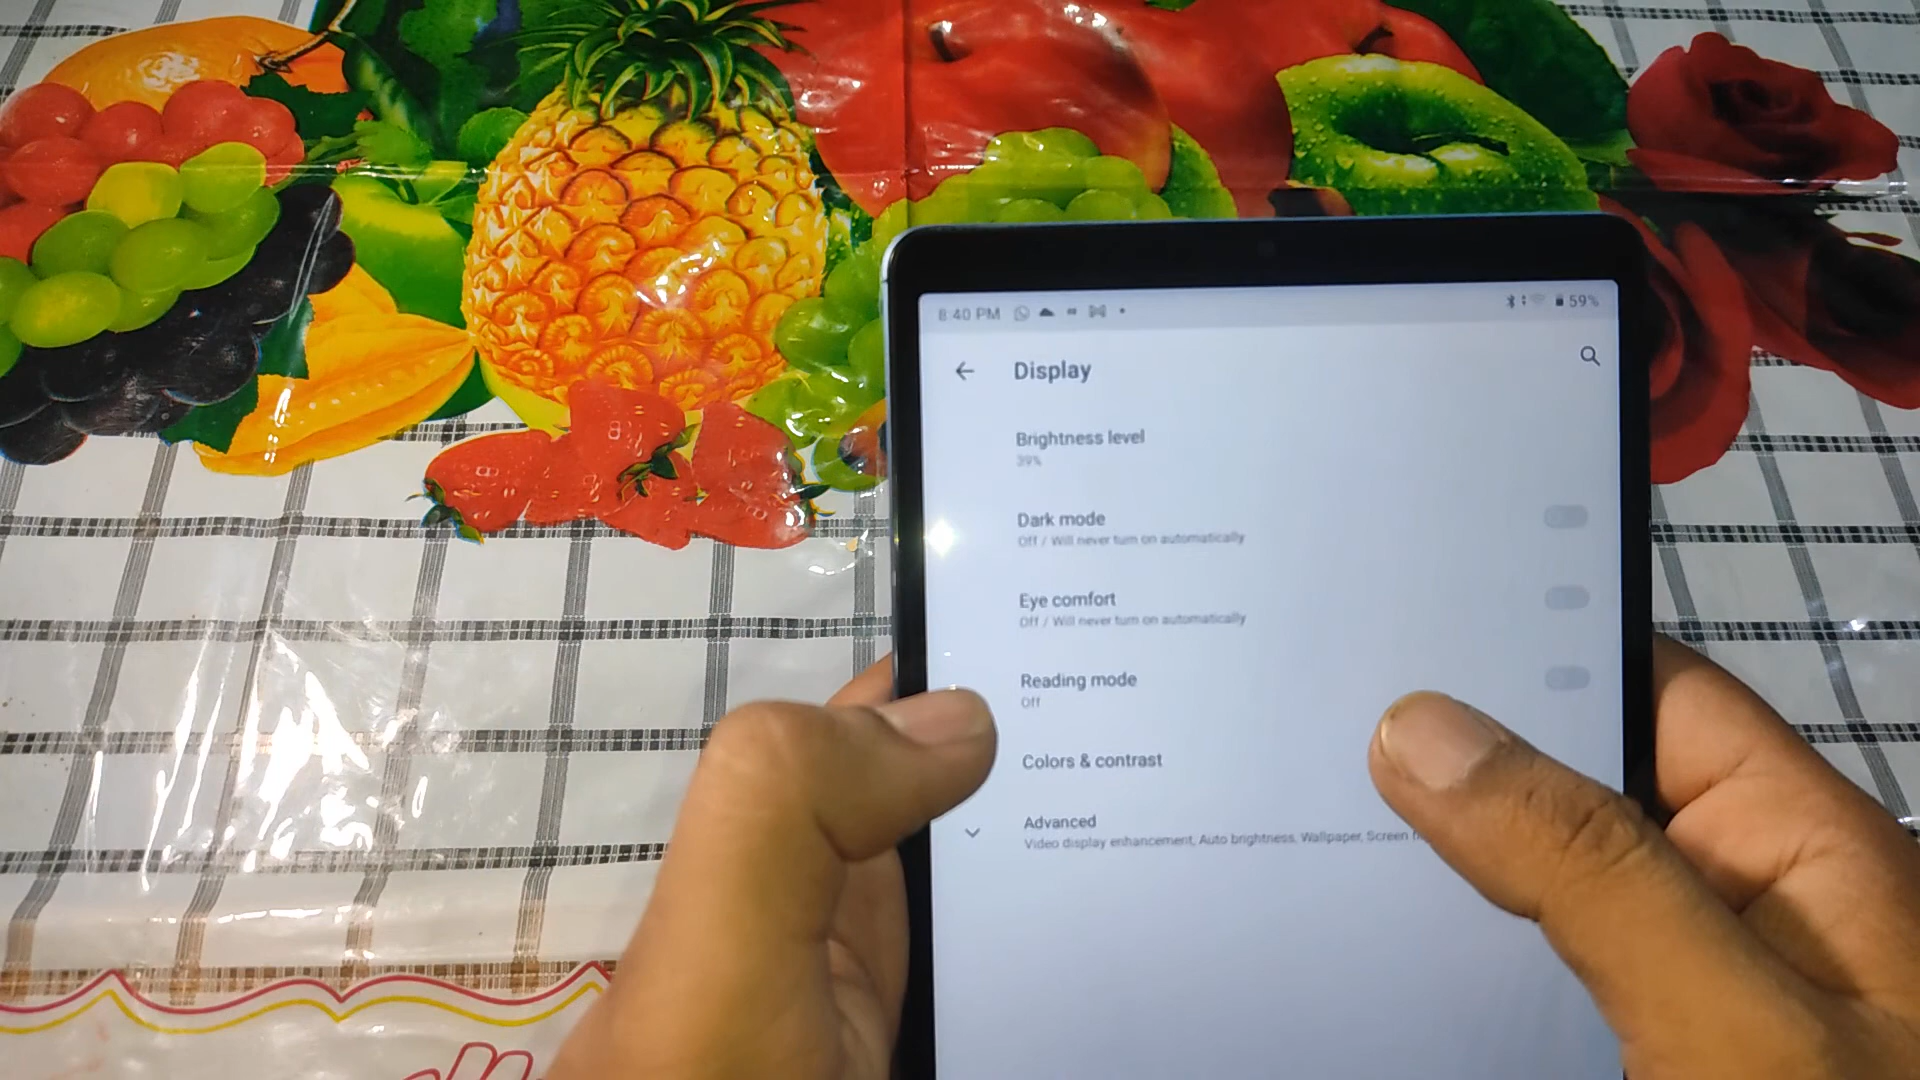 8:40 PM
59%
Display
Brightness level
39%
Dark mode
Off / Will never turn on automatically
Eye comfort
Off / Will never turn on automatically
Reading mode
Off
Colors & contrast
Advanced
Video display enhancement, Auto brightness, Wallpaper, Screen